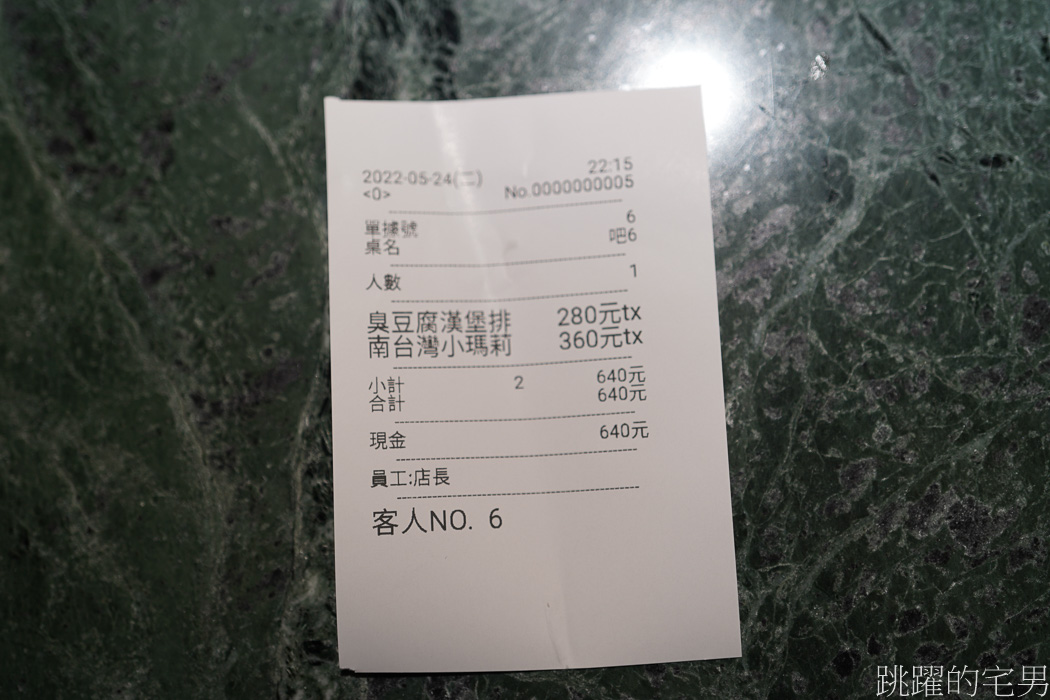 2022-05-24(二) 22:15
<0> No.0000000005
單據號 6
桌名 吧6
人數 1
臭豆腐漢堡排 280元tx
南台灣小瑪莉 360元tx
小計 2 640元
合計 640元
現金 640元
員工:店長
客人NO. 6
跳躍的宅男